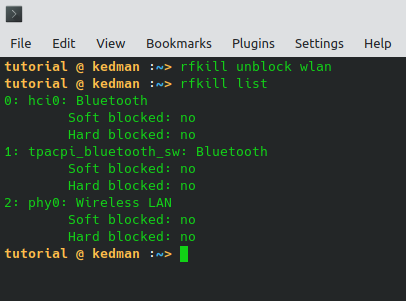 File Edit View Bookmarks Plugins Settings Help
tutorial @ kedman :~> rfkill unblock wlan
tutorial @ kedman :~> rfkill list
0: hci0: Bluetooth
        Soft blocked: no
        Hard blocked: no
1: tpacpi_bluetooth_sw: Bluetooth
        Soft blocked: no
        Hard blocked: no
2: phy0: Wireless LAN
        Soft blocked: no
        Hard blocked: no
tutorial @ kedman :~>